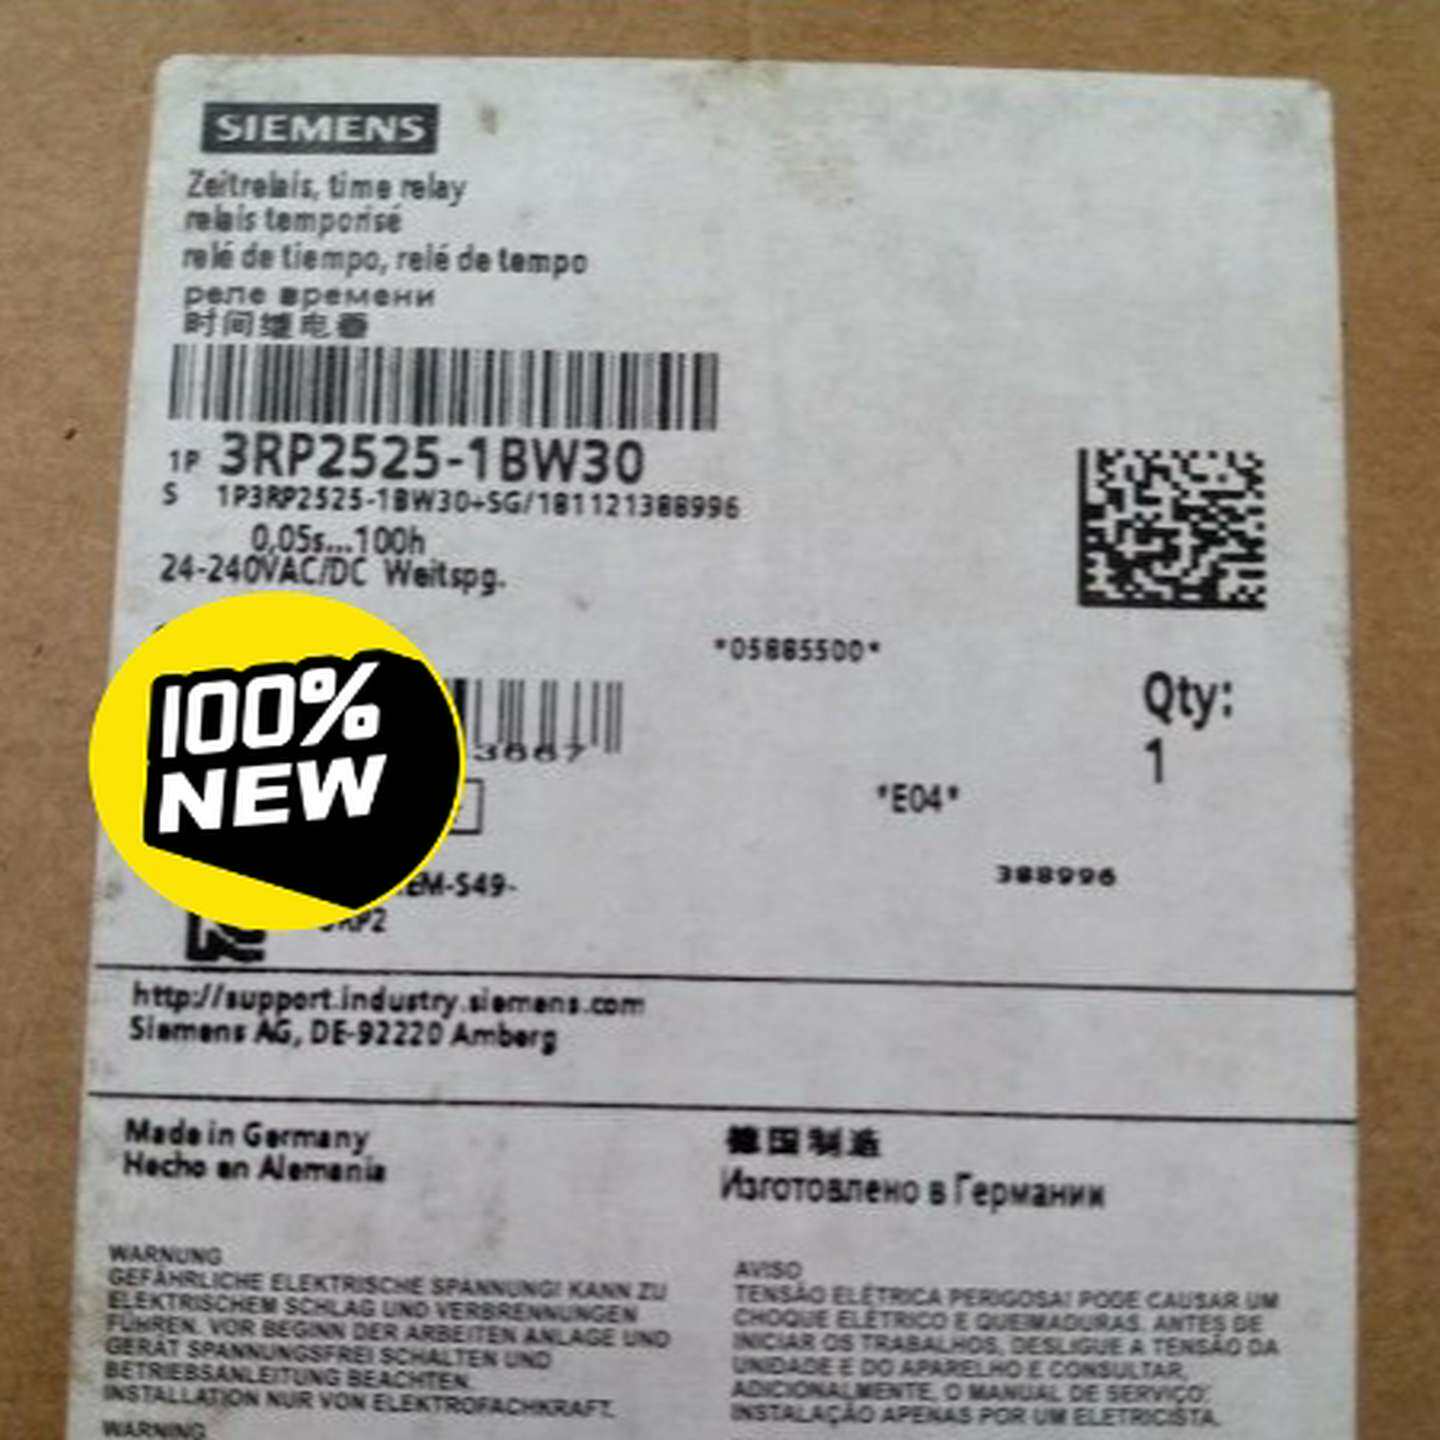 SIEMENS
Zeitrelais, time relay
relais temporisé
relé de tiempo, relé de tempo
реле времени
时间继电器
1P 3RP2525-1BW30
S 1P3RP2525-1BW30+SG/181121388996
0,05s...100h
24-240VAC/DC Weitspg.
*05885500*
Qty:
1
100%
NEW
3667
*E04*
388996
EM-S49-
RP2
http://support.industry.siemens.com
Siemens AG, DE-92220 Amberg
Made in Germany
Hecho en Alemania
德国制造
Изготовлено в Германии
WARNUNG
GEFÄHRLICHE ELEKTRISCHE SPANNUNG! KANN ZU
ELEKTRISCHEM SCHLAG UND VERBRENNUNGEN
FÜHREN. VOR BEGINN DER ARBEITEN ANLAGE UND
GERÄT SPANNUNGSFREI SCHALTEN UND
BETRIEBSANLEITUNG BEACHTEN.
INSTALLATION NUR VON ELEKTROFACHKRAFT.
WARNING
AVISO
TENSÃO ELÉTRICA PERIGOSA! PODE CAUSAR UM
CHOQUE ELÉTRICO E QUEIMADURAS. ANTES DE
INICIAR OS TRABALHOS, DESLIGUE A TENSÃO DA
UNIDADE E DO APARELHO E CONSULTAR,
ADICIONALMENTE, O MANUAL DE SERVIÇO.
INSTALAÇÃO APENAS POR UM ELETRICISTA.